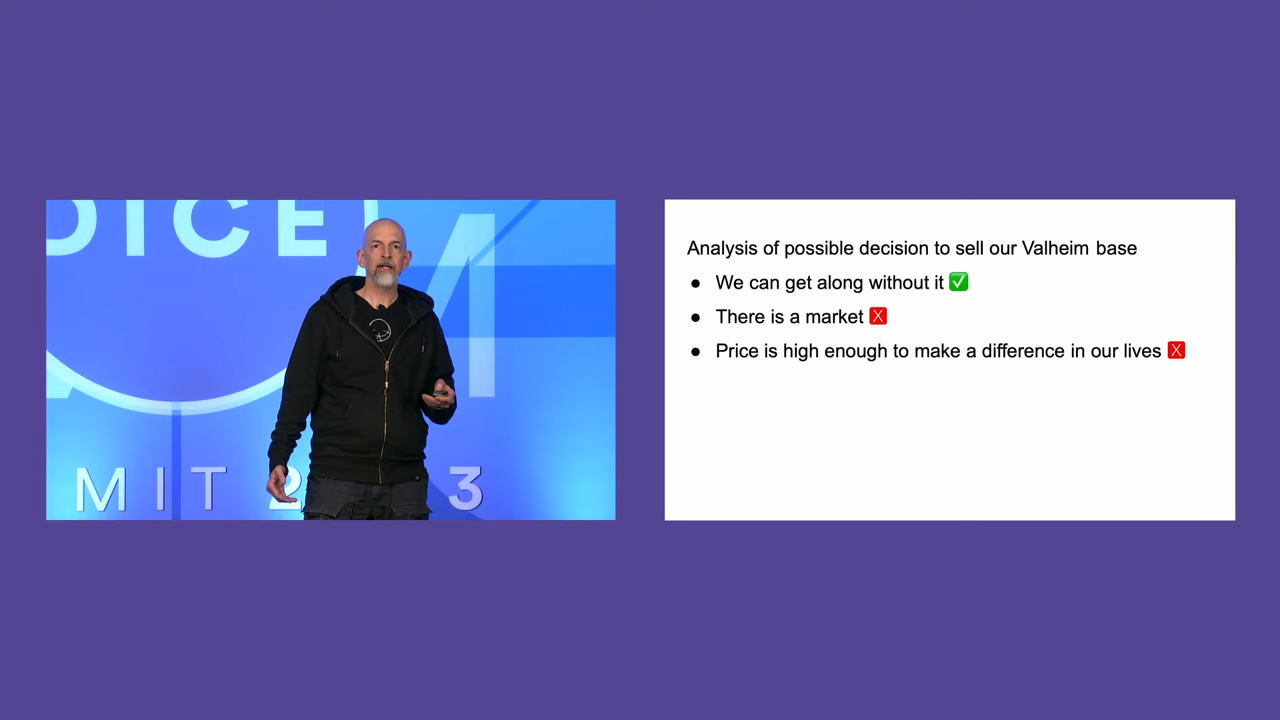 DICE
MIT 2 3
Analysis of possible decision to sell our Valheim base
● We can get along without it ✅
● There is a market 🆇
● Price is high enough to make a difference in our lives 🆇